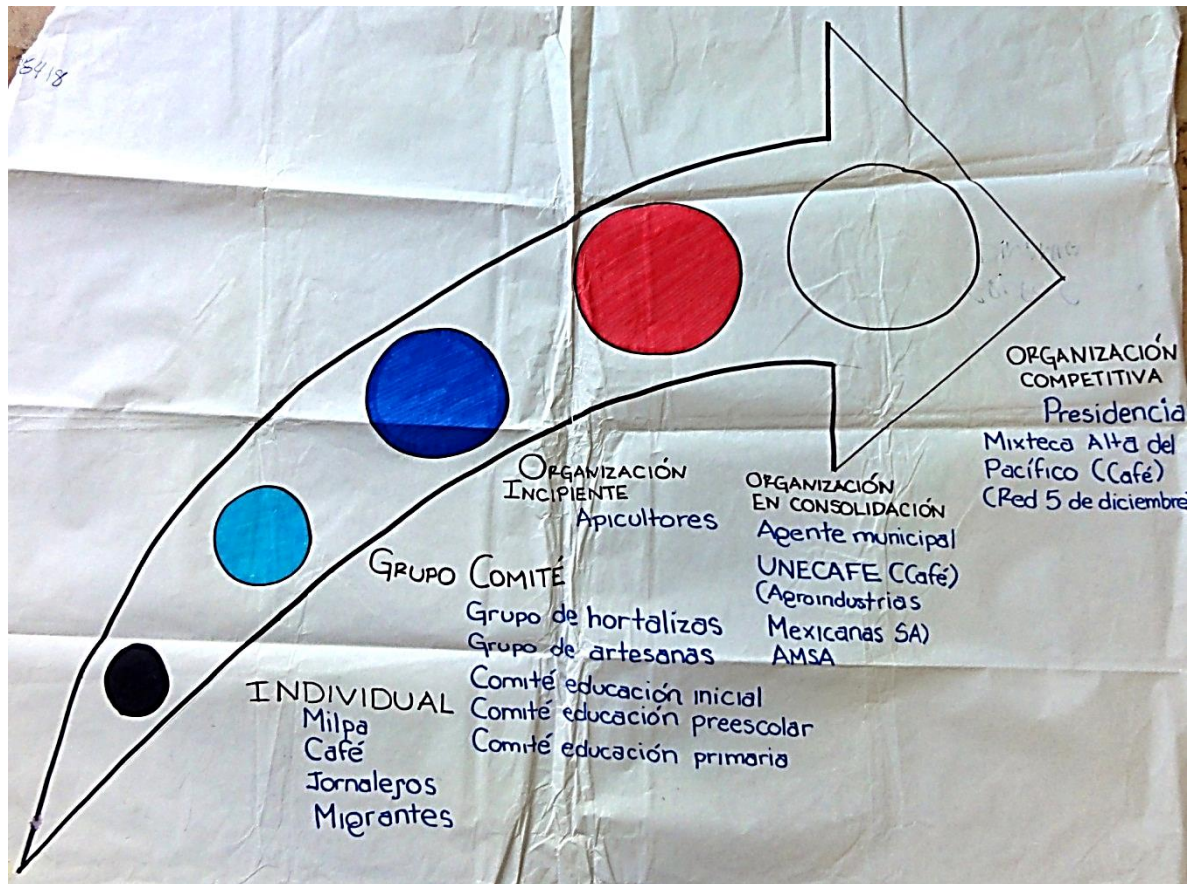 5418
ORGANIZACIÓN
COMPETITIVA
Presidencia
Mixteca Alta del
Pacífico (Café)
(Red 5 de diciembre)
ORGANIZACIÓN
EN CONSOLIDACIÓN
Agente municipal
UNECAFE (Café)
(Agroindustrias
Mexicanas SA)
AMSA
ORGANIZACIÓN
INCIPIENTE
Apicultores
GRUPO COMITÉ
Grupo de hortalizas
Grupo de artesanas
Comité educación inicial
Comité educación preescolar
Comité educación primaria
INDIVIDUAL
Milpa
Café
Jornaleros
Migrantes